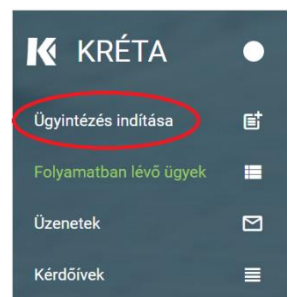 KRÉTA
Ügyintézés indítása
Folyamatban lévő ügyek
Üzenetek
Kérdőívek